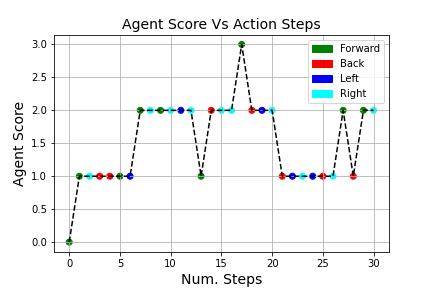 Agent Score Vs Action Steps
3.0
2.5
2.0
1.5
1.0
0.5
0.0
Agent Score
Forward
Back
Left
Right
0 5 10 15 20 25 30
Num. Steps